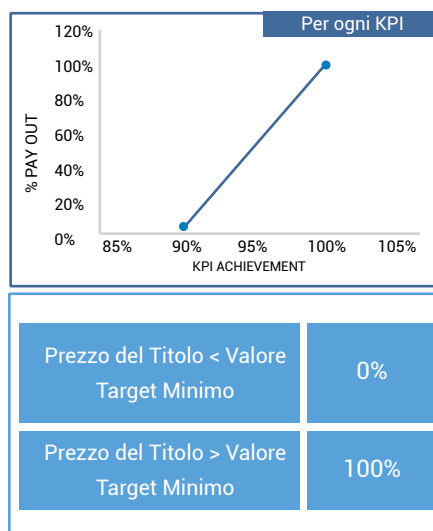 Per ogni KPI
120%
100%
80%
60%
40%
20%
0%
% PAY OUT
85% 90% 95% 100% 105%
KPI ACHIEVEMENT
Prezzo del Titolo < Valore
Target Minimo
0%
Prezzo del Titolo > Valore
Target Minimo
100%